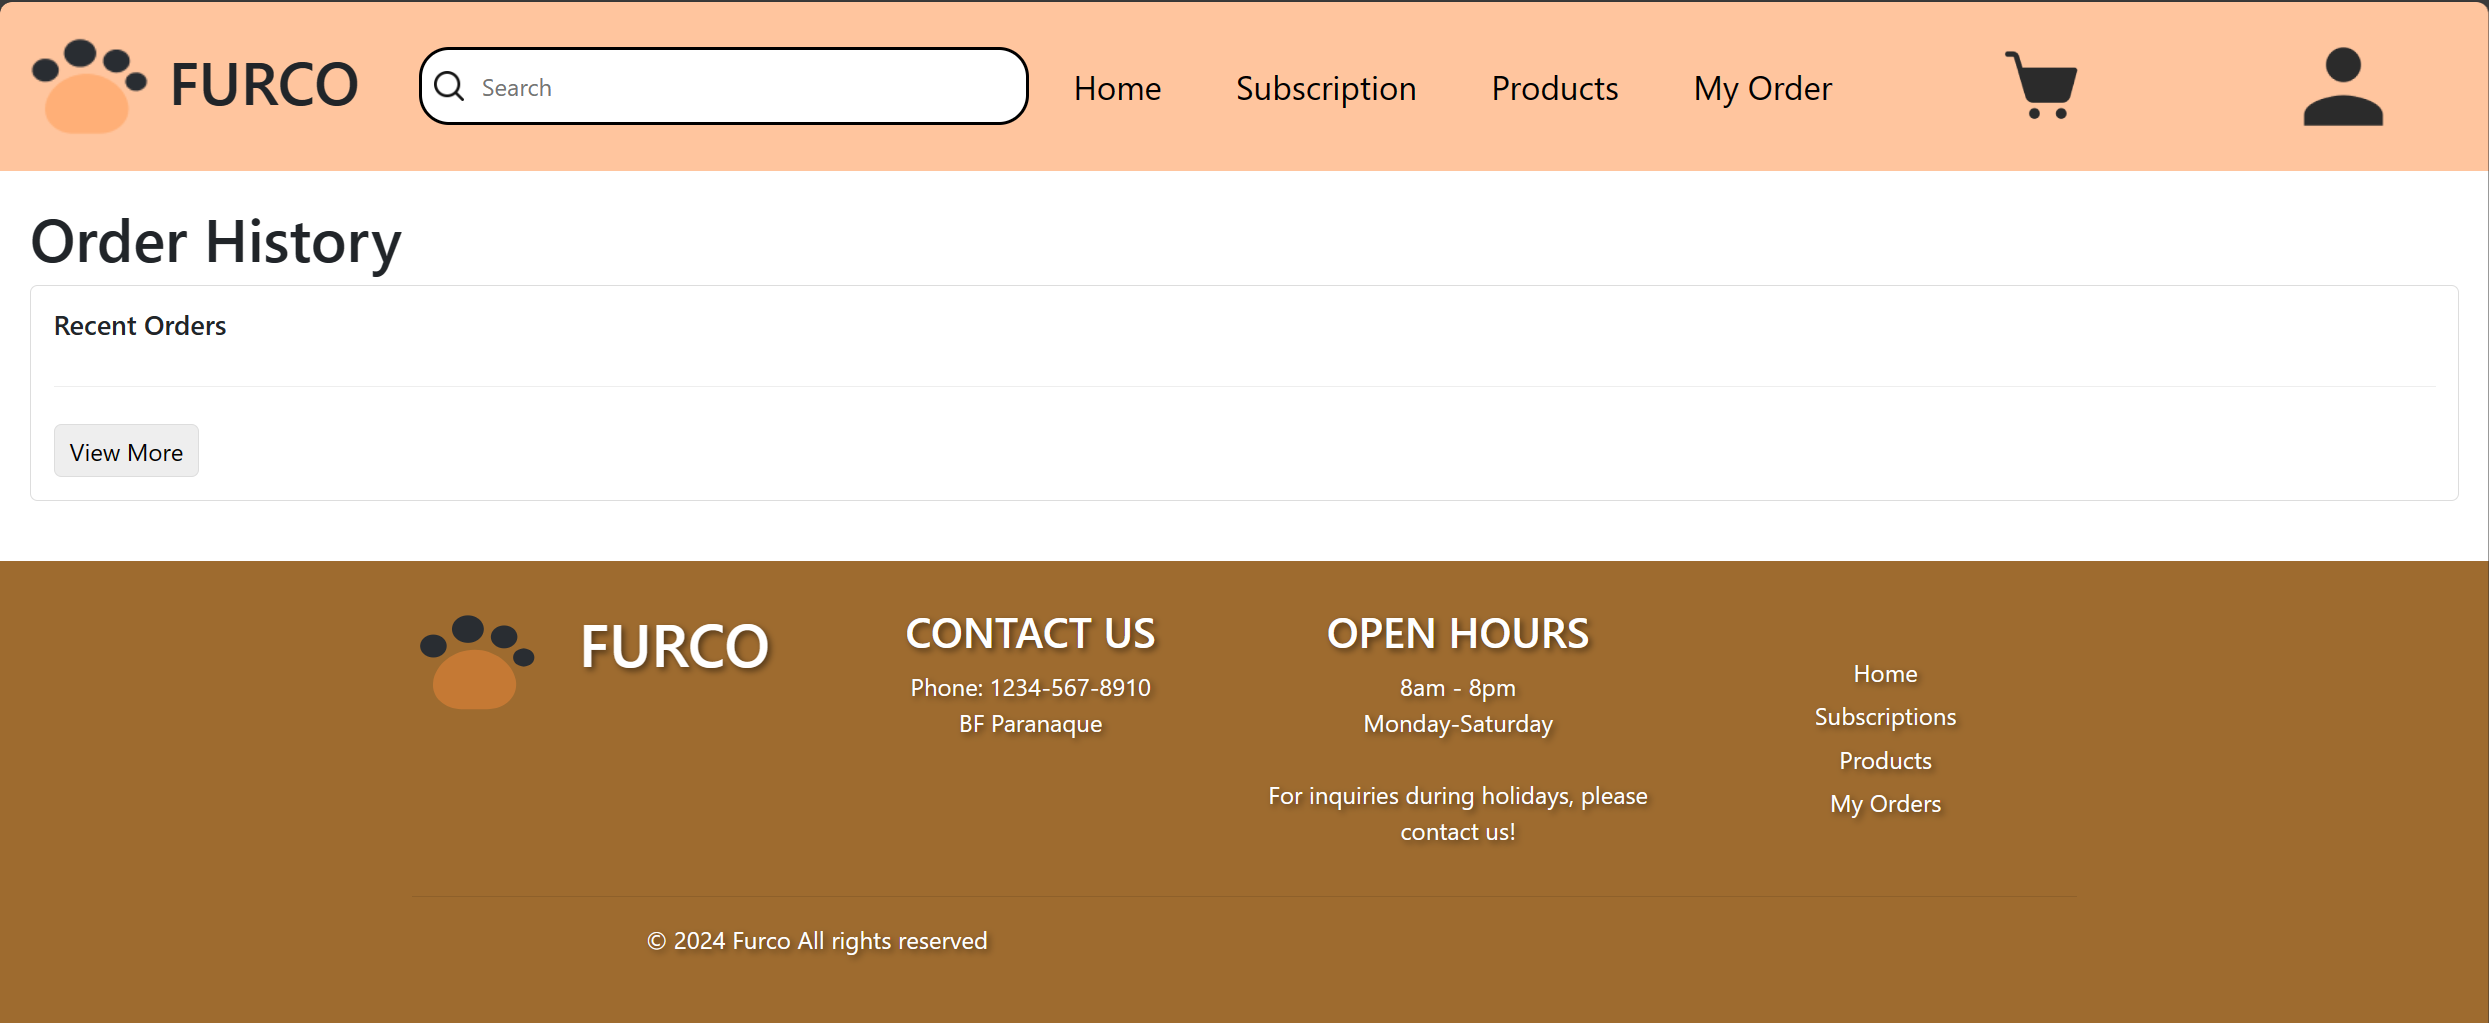 FURCO
Search
Home
Subscription
Products
My Order
Order History
Recent Orders
View More
FURCO
CONTACT US
Phone: 1234-567-8910
BF Paranaque
OPEN HOURS
8am - 8pm
Monday-Saturday
For inquiries during holidays, please
contact us!
Home
Subscriptions
Products
My Orders
© 2024 Furco All rights reserved